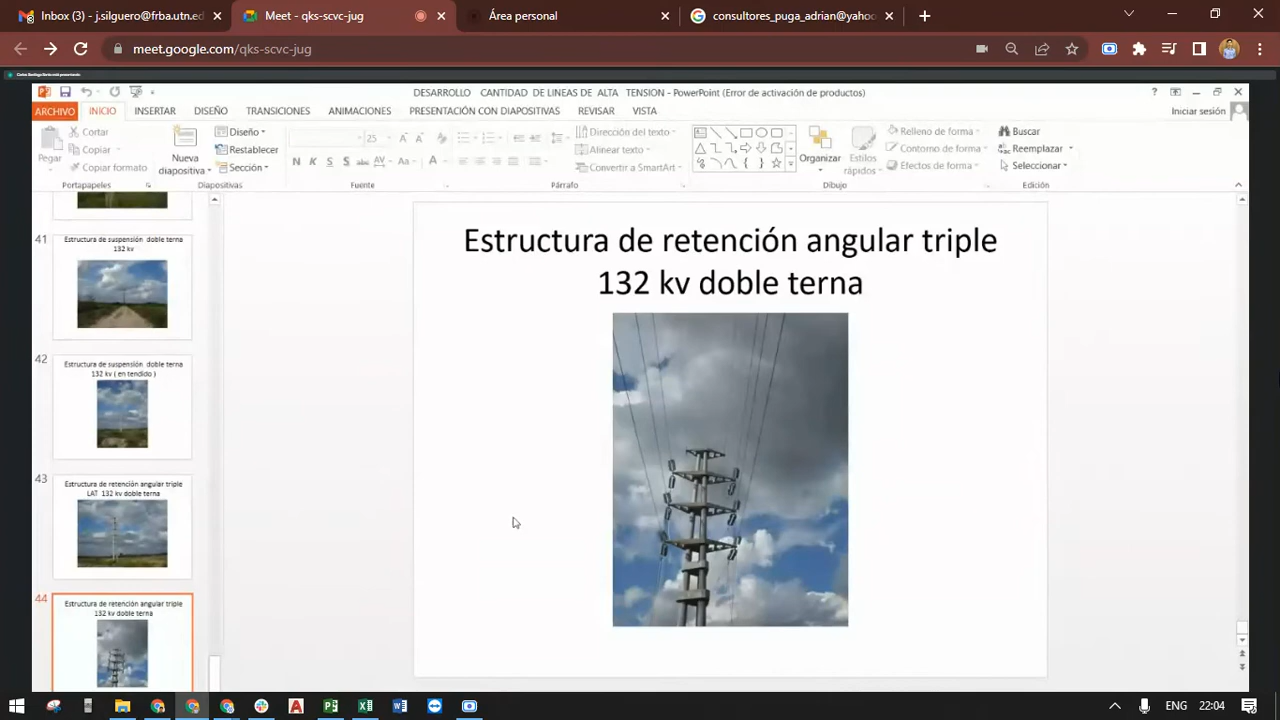 Inbox (3) - j.silguero@frba.utn.ed
Meet - qks-scvc-jug
Área personal
consultores_puga_adrian@yahoo
meet.google.com/qks-scvc-jug
DESARROLLO CANTIDAD DE LINEAS DE ALTA TENSION - PowerPoint (Error de activación de productos)
ARCHIVO INICIO INSERTAR DISEÑO TRANSICIONES ANIMACIONES PRESENTACIÓN CON DIAPOSITIVAS REVISAR VISTA
Iniciar sesión
Pegar
Cortar
Copiar
Copiar formato
Portapapeles
Nueva
diapositiva
Diseño
Restablecer
Sección
Diapositivas
25
N K S S abc AV Aa A
Fuente
Dirección del texto
Alinear texto
Convertir a SmartArt
Párrafo
Organizar
Estilos
rápidos
Relleno de forma
Contorno de forma
Efectos de forma
Dibujo
Buscar
Reemplazar
Seleccionar
Edición
41
Estructura de suspensión doble terna
132 kv
42
Estructura de suspensión doble terna
132 kv ( en tendido )
43
Estructura de retención angular triple
LAT 132 kv doble terna
44
Estructura de retención angular triple
132 kv doble terna
Estructura de retención angular triple
132 kv doble terna
ENG
22:04